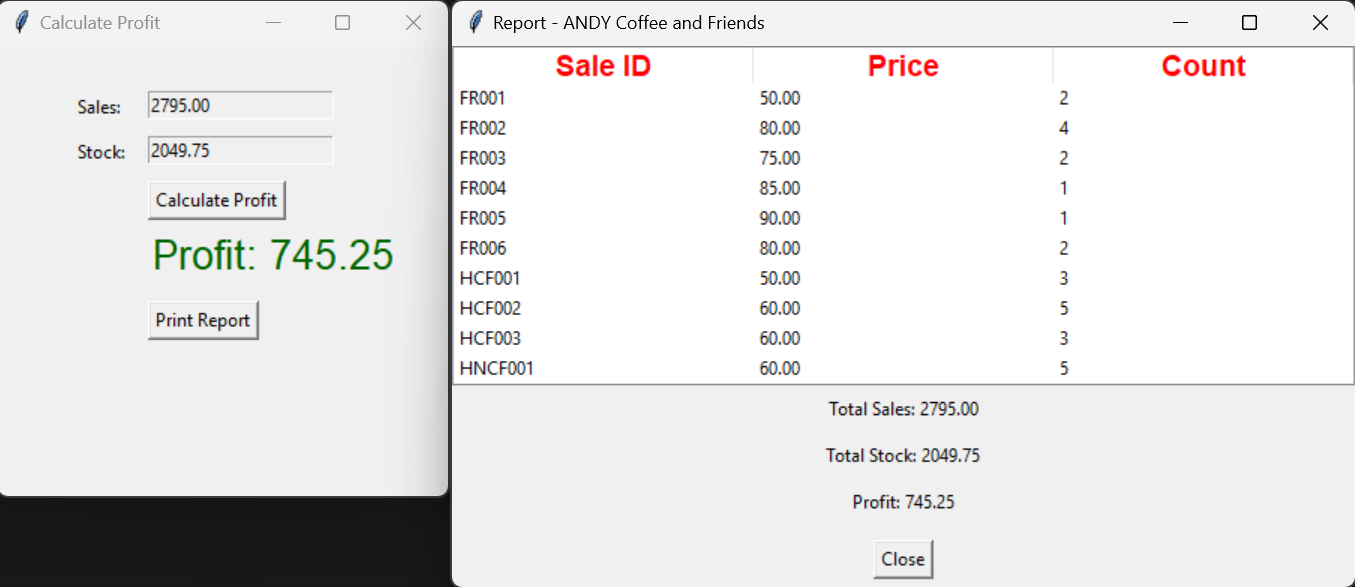 Calculate Profit
Sales: 2795.00
Stock: 2049.75
Calculate Profit
Profit: 745.25
Print Report
Report - ANDY Coffee and Friends
Sale ID Price Count
FR001 50.00 2
FR002 80.00 4
FR003 75.00 2
FR004 85.00 1
FR005 90.00 1
FR006 80.00 2
HCF001 50.00 3
HCF002 60.00 5
HCF003 60.00 3
HNCF001 60.00 5
Total Sales: 2795.00
Total Stock: 2049.75
Profit: 745.25
Close